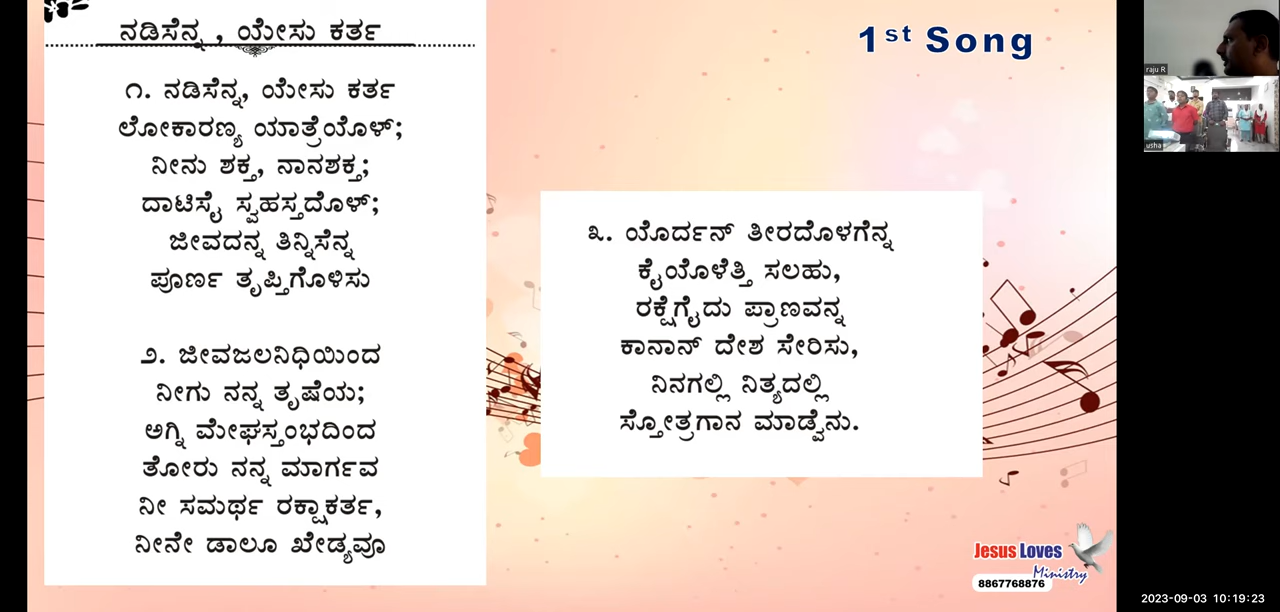 ನಡಿಸೆನ್ನ , ಯೇಸು ಕರ್ತ
೧. ನಡಿಸೆನ್ನ, ಯೇಸು ಕರ್ತ
ಲೋಕಾರಣ್ಯ ಯಾತ್ರೆಯೊಳ್;
ನೀನು ಶಕ್ತ, ನಾನಶಕ್ತ;
ದಾಟಿಸೈ ಸ್ವಹಸ್ತದೊಳ್;
ಜೀವದನ್ನ ತಿನ್ನಿಸೆನ್ನ
ಪೂರ್ಣ ತೃಪ್ತಿಗೊಳಿಸು
೨. ಜೀವಜಲನಿಧಿಯಿಂದ
ನೀಗು ನನ್ನ ತೃಷೆಯ;
ಅಗ್ನಿ ಮೇಘಸ್ತಂಭದಿಂದ
ತೋರು ನನ್ನ ಮಾರ್ಗವ
ನೀ ಸಮರ್ಥ ರಕ್ಷಾಕರ್ತ,
ನೀನೇ ಡಾಲೂ ಖೇಡ್ಯವೂ
1st Song
೩. ಯೊರ್ದನ್ ತೀರದೊಳಗೆನ್ನ
ಕೈಯೊಳೆತ್ತಿ ಸಲಹು,
ರಕ್ಷೆಗೈದು ಪ್ರಾಣವನ್ನ
ಕಾನಾನ್ ದೇಶ ಸೇರಿಸು,
ನಿನಗಲ್ಲಿ ನಿತ್ಯದಲ್ಲಿ
ಸ್ತೋತ್ರಗಾನ ಮಾಡ್ವೆನು.
Jesus Loves
Ministry
8867768876
raju R
usha
2023-09-03 10:19:23